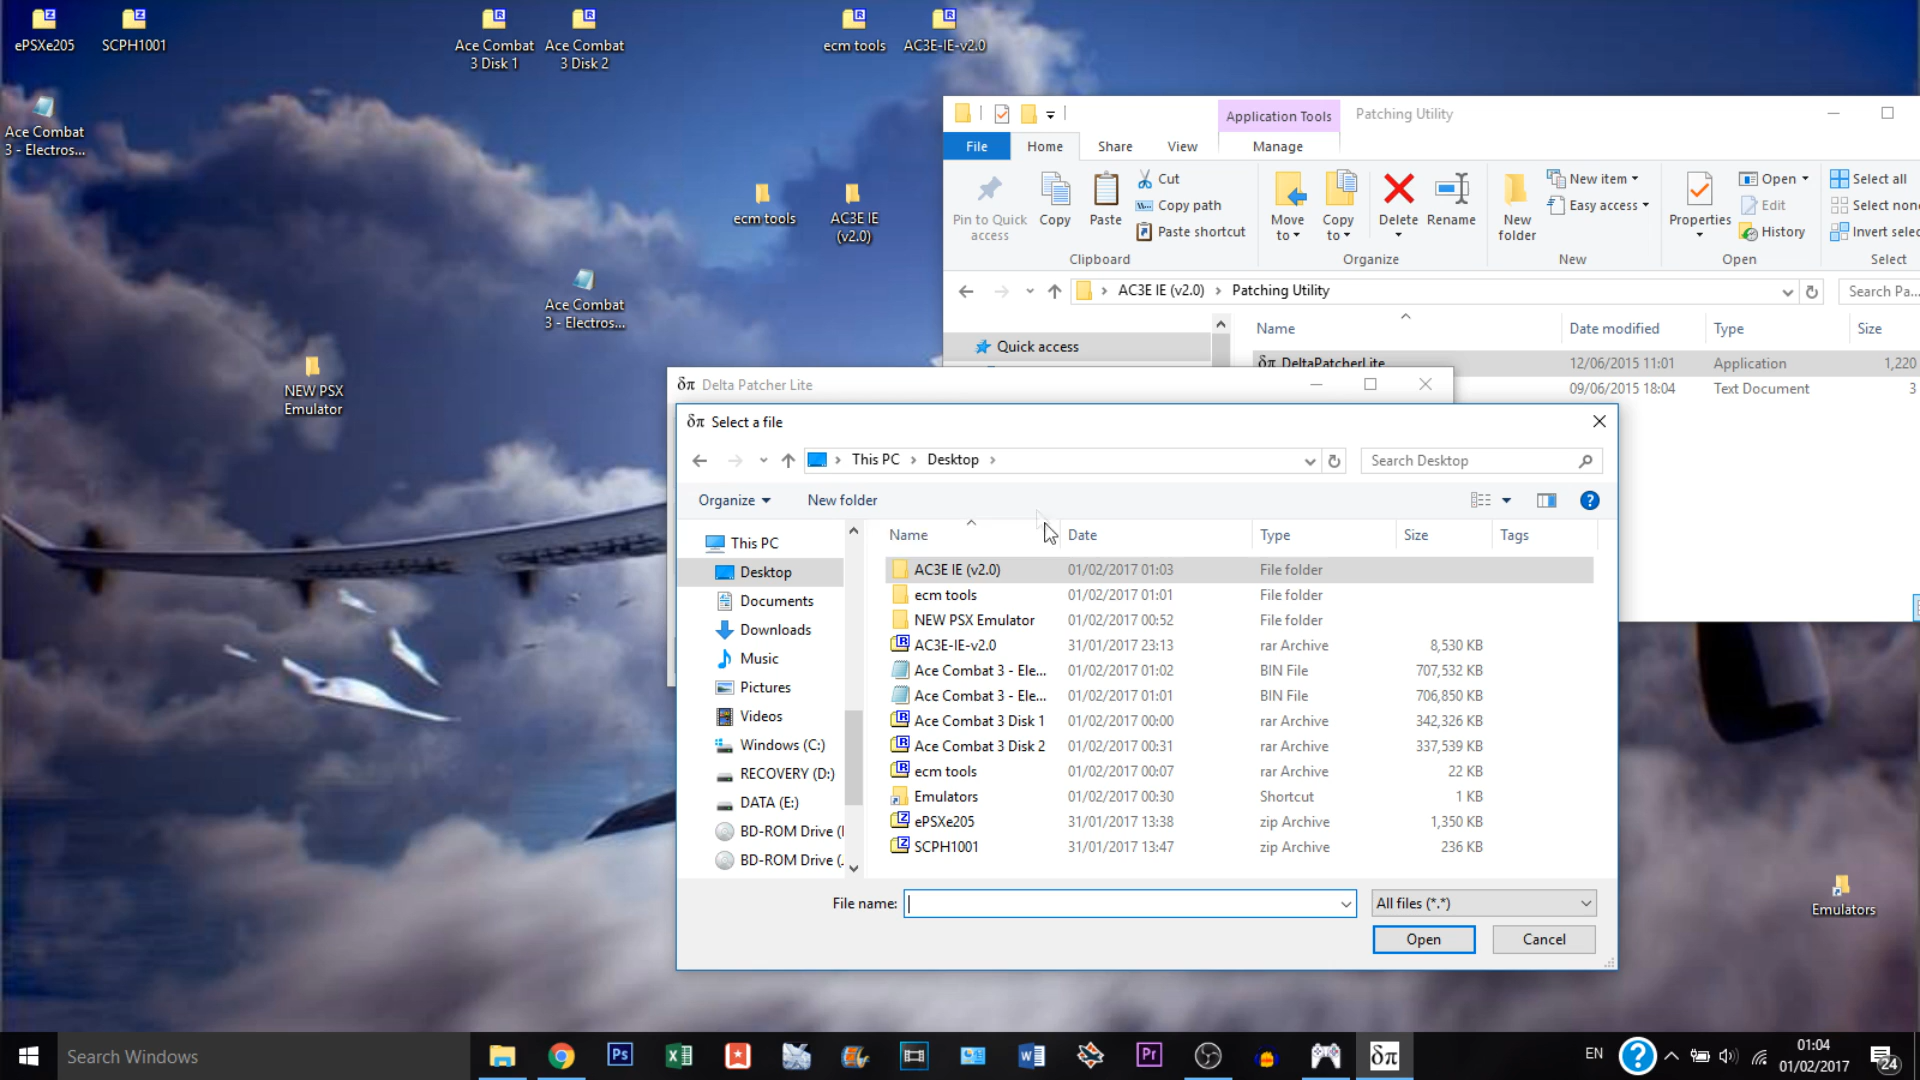 ePSXe205
SCPH1001
Ace Combat
3 Disk 1
Ace Combat
3 Disk 2
ecm tools
AC3E-IE-v2.0
Ace Combat
3 - Electros...
ecm tools
AC3E IE
(v2.0)
Ace Combat
3 - Electros...
NEW PSX
Emulator
Emulators
Application Tools
Patching Utility
File
Home
Share
View
Manage
Pin to Quick
access
Copy
Paste
Cut
Copy path
Paste shortcut
Clipboard
Move
to
Copy
to
Delete
Rename
Organize
New
folder
New item
Easy access
New
Properties
Open
Edit
History
Open
Select all
Select none
Invert selec
Select
AC3E IE (v2.0) > Patching Utility
Search Pa...
Quick access
Name
Date modified
Type
Size
δπ DeltaPatcherLite 12/06/2015 11:01 Application 1,220
09/06/2015 18:04 Text Document 3
δπ Delta Patcher Lite
δπ Select a file
This PC > Desktop >
Search Desktop
Organize
New folder
This PC
Desktop
Documents
Downloads
Music
Pictures
Videos
Windows (C:)
RECOVERY (D:)
DATA (E:)
BD-ROM Drive (
BD-ROM Drive (.
Name Date Type Size Tags
AC3E IE (v2.0) 01/02/2017 01:03 File folder
ecm tools 01/02/2017 01:01 File folder
NEW PSX Emulator 01/02/2017 00:52 File folder
AC3E-IE-v2.0 31/01/2017 23:13 rar Archive 8,530 KB
Ace Combat 3 - Ele... 01/02/2017 01:02 BIN File 707,532 KB
Ace Combat 3 - Ele... 01/02/2017 01:01 BIN File 706,850 KB
Ace Combat 3 Disk 1 01/02/2017 00:00 rar Archive 342,326 KB
Ace Combat 3 Disk 2 01/02/2017 00:31 rar Archive 337,539 KB
ecm tools 01/02/2017 00:07 rar Archive 22 KB
Emulators 01/02/2017 00:30 Shortcut 1 KB
ePSXe205 31/01/2017 13:38 zip Archive 1,350 KB
SCPH1001 31/01/2017 13:47 zip Archive 236 KB
File name:
All files (*.*)
Open
Cancel
Search Windows
Ps
Pr
δπ
EN
01:04
01/02/2017
24